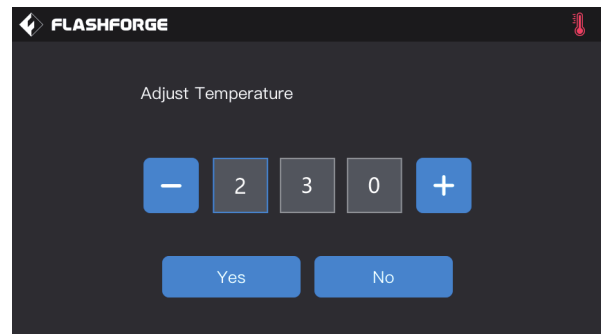 FLASHFORGE
Adjust Temperature
− 2 3 0 +
Yes No